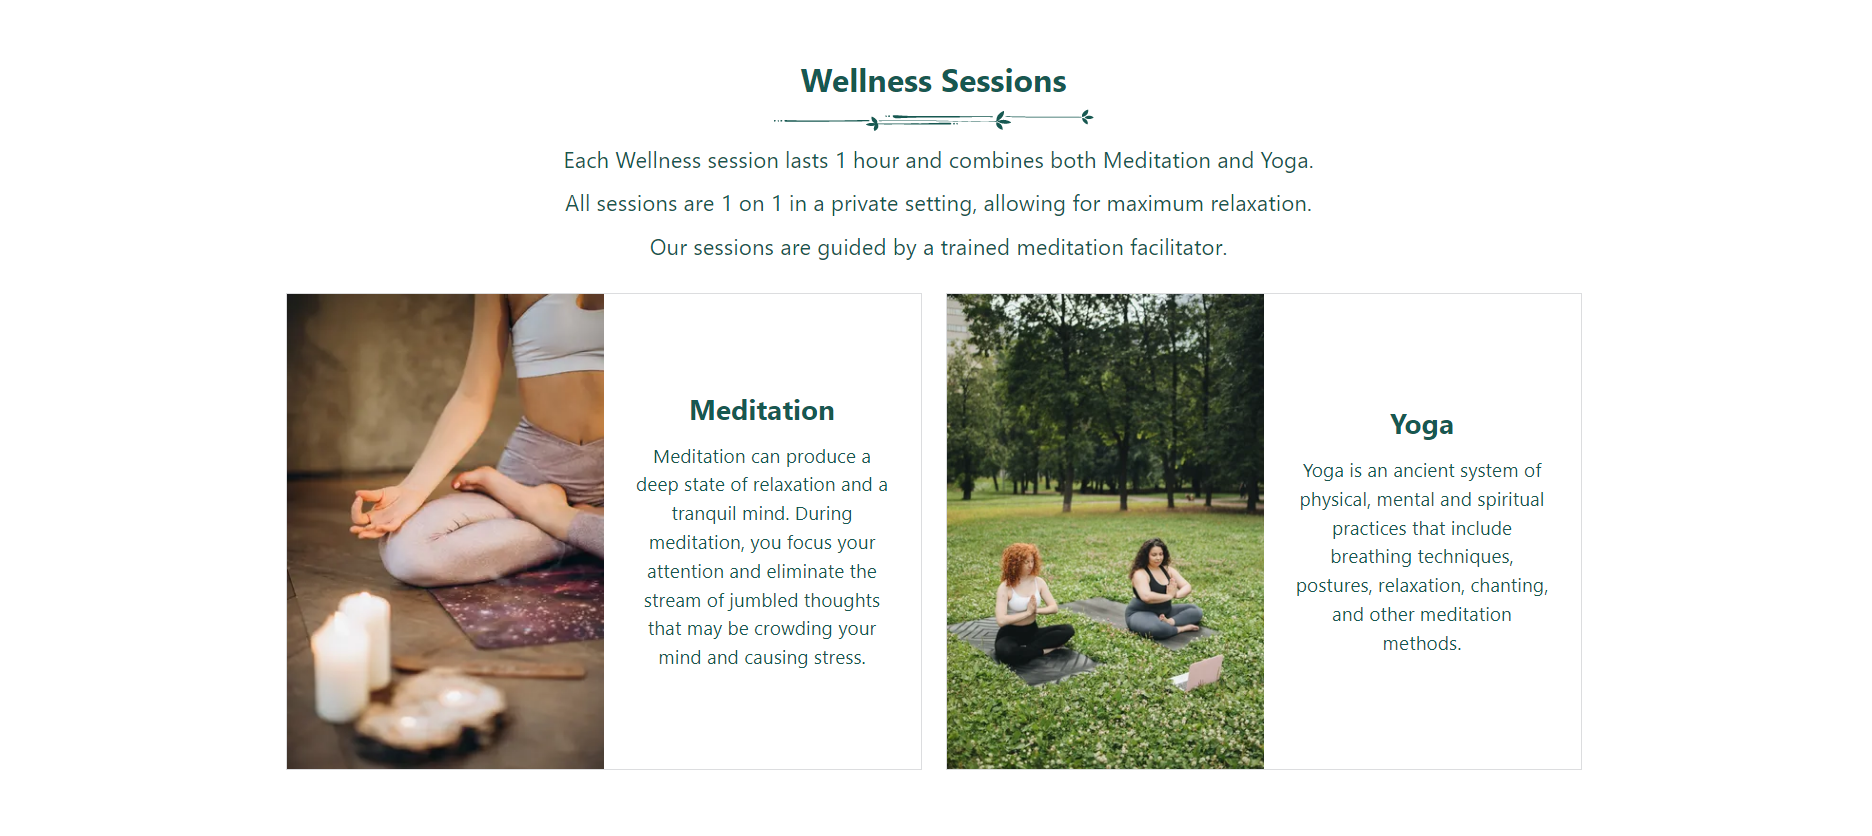 Wellness Sessions
Each Wellness session lasts 1 hour and combines both Meditation and Yoga.
All sessions are 1 on 1 in a private setting, allowing for maximum relaxation.
Our sessions are guided by a trained meditation facilitator.
Meditation
Meditation can produce a
deep state of relaxation and a
tranquil mind. During
meditation, you focus your
attention and eliminate the
stream of jumbled thoughts
that may be crowding your
mind and causing stress.
Yoga
Yoga is an ancient system of
physical, mental and spiritual
practices that include
breathing techniques,
postures, relaxation, chanting,
and other meditation
methods.